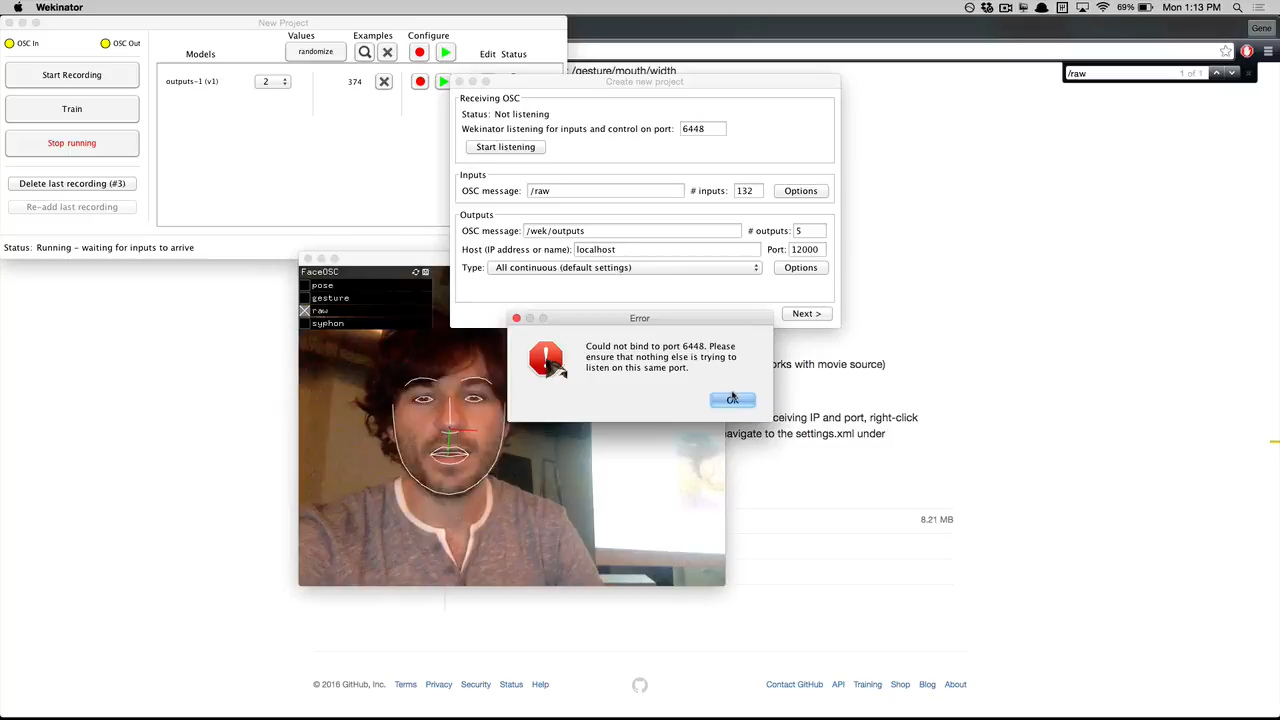 Wekinator
69%
Mon 1:13 PM
New Project
Gene
OSC In
OSC Out
Models
Values
randomize
Examples
Configure
Edit
Status
Start Recording
Train
Stop running
Delete last recording (#3)
Re-add last recording
outputs-1 (v1)
2
374
Status: Running - waiting for inputs to arrive
/gesture/mouth/width
/raw
1 of 1
Create new project
Receiving OSC
Status: Not listening
Wekinator listening for inputs and control on port: 6448
Start listening
Inputs
OSC message: /raw # inputs: 132 Options
Outputs
OSC message: /wek/outputs # outputs: 5
Host (IP address or name): localhost Port: 12000
Type: All continuous (default settings) Options
Next >
FaceOSC
pose
gesture
raw
syphon
Error
Could not bind to port 6448. Please
ensure that nothing else is trying to
listen on this same port.
OK
orks with movie source)
ceiving IP and port, right-click
navigate to the settings.xml under
8.21 MB
© 2016 GitHub, Inc. Terms Privacy Security Status Help
Contact GitHub API Training Shop Blog About